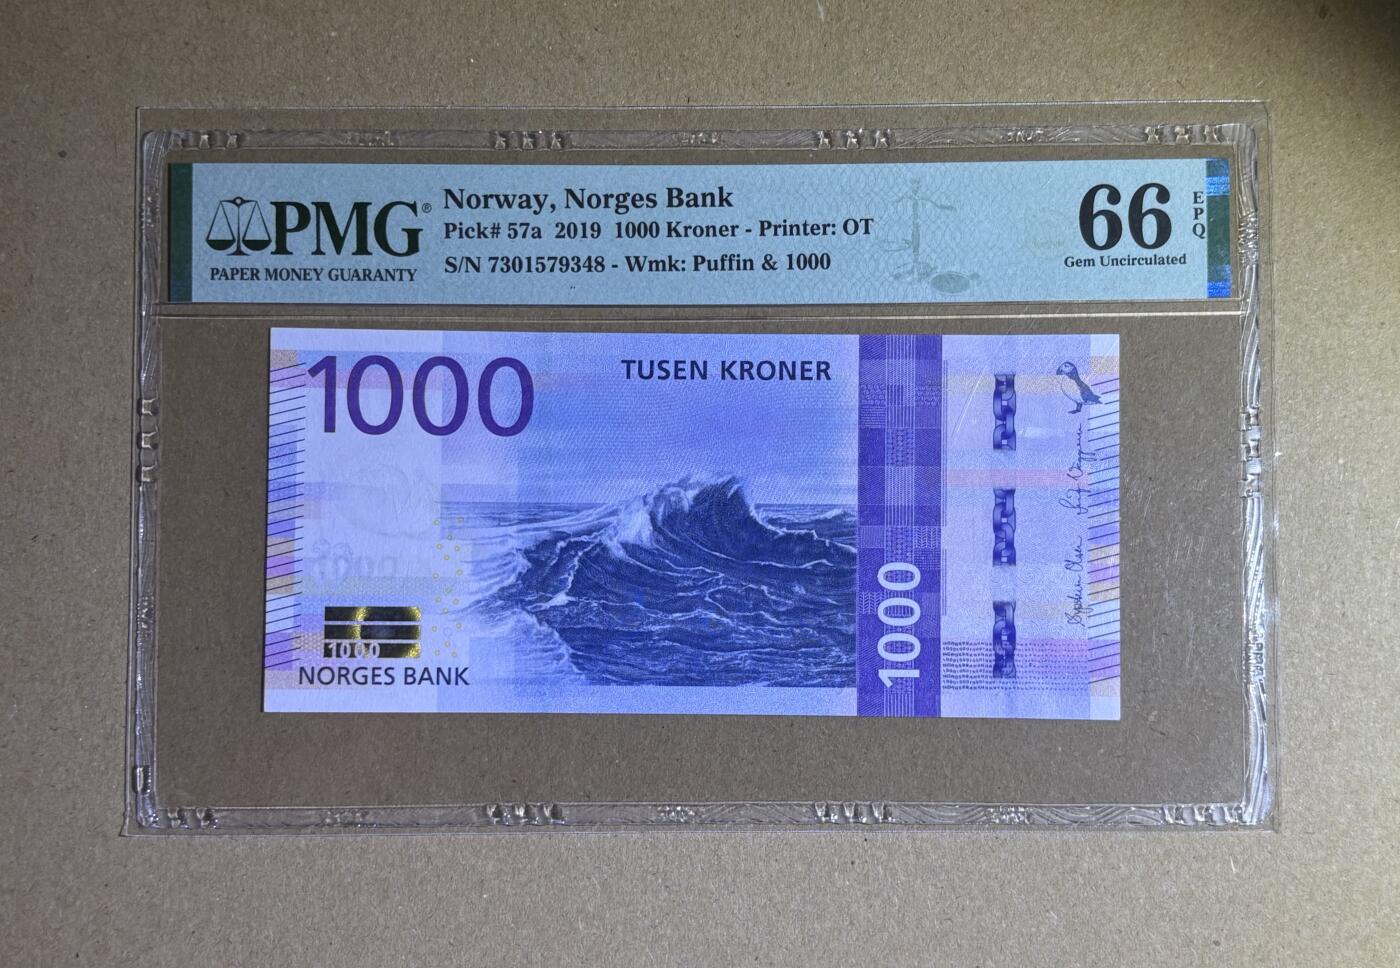 PMG®
PAPER MONEY GUARANTY
Norway, Norges Bank
Pick# 57a 2019 1000 Kroner - Printer: OT
S/N 7301579348 - Wmk: Puffin & 1000
66
EPQ
Gem Uncirculated
1000
TUSEN KRONER
1000
1000
NORGES BANK